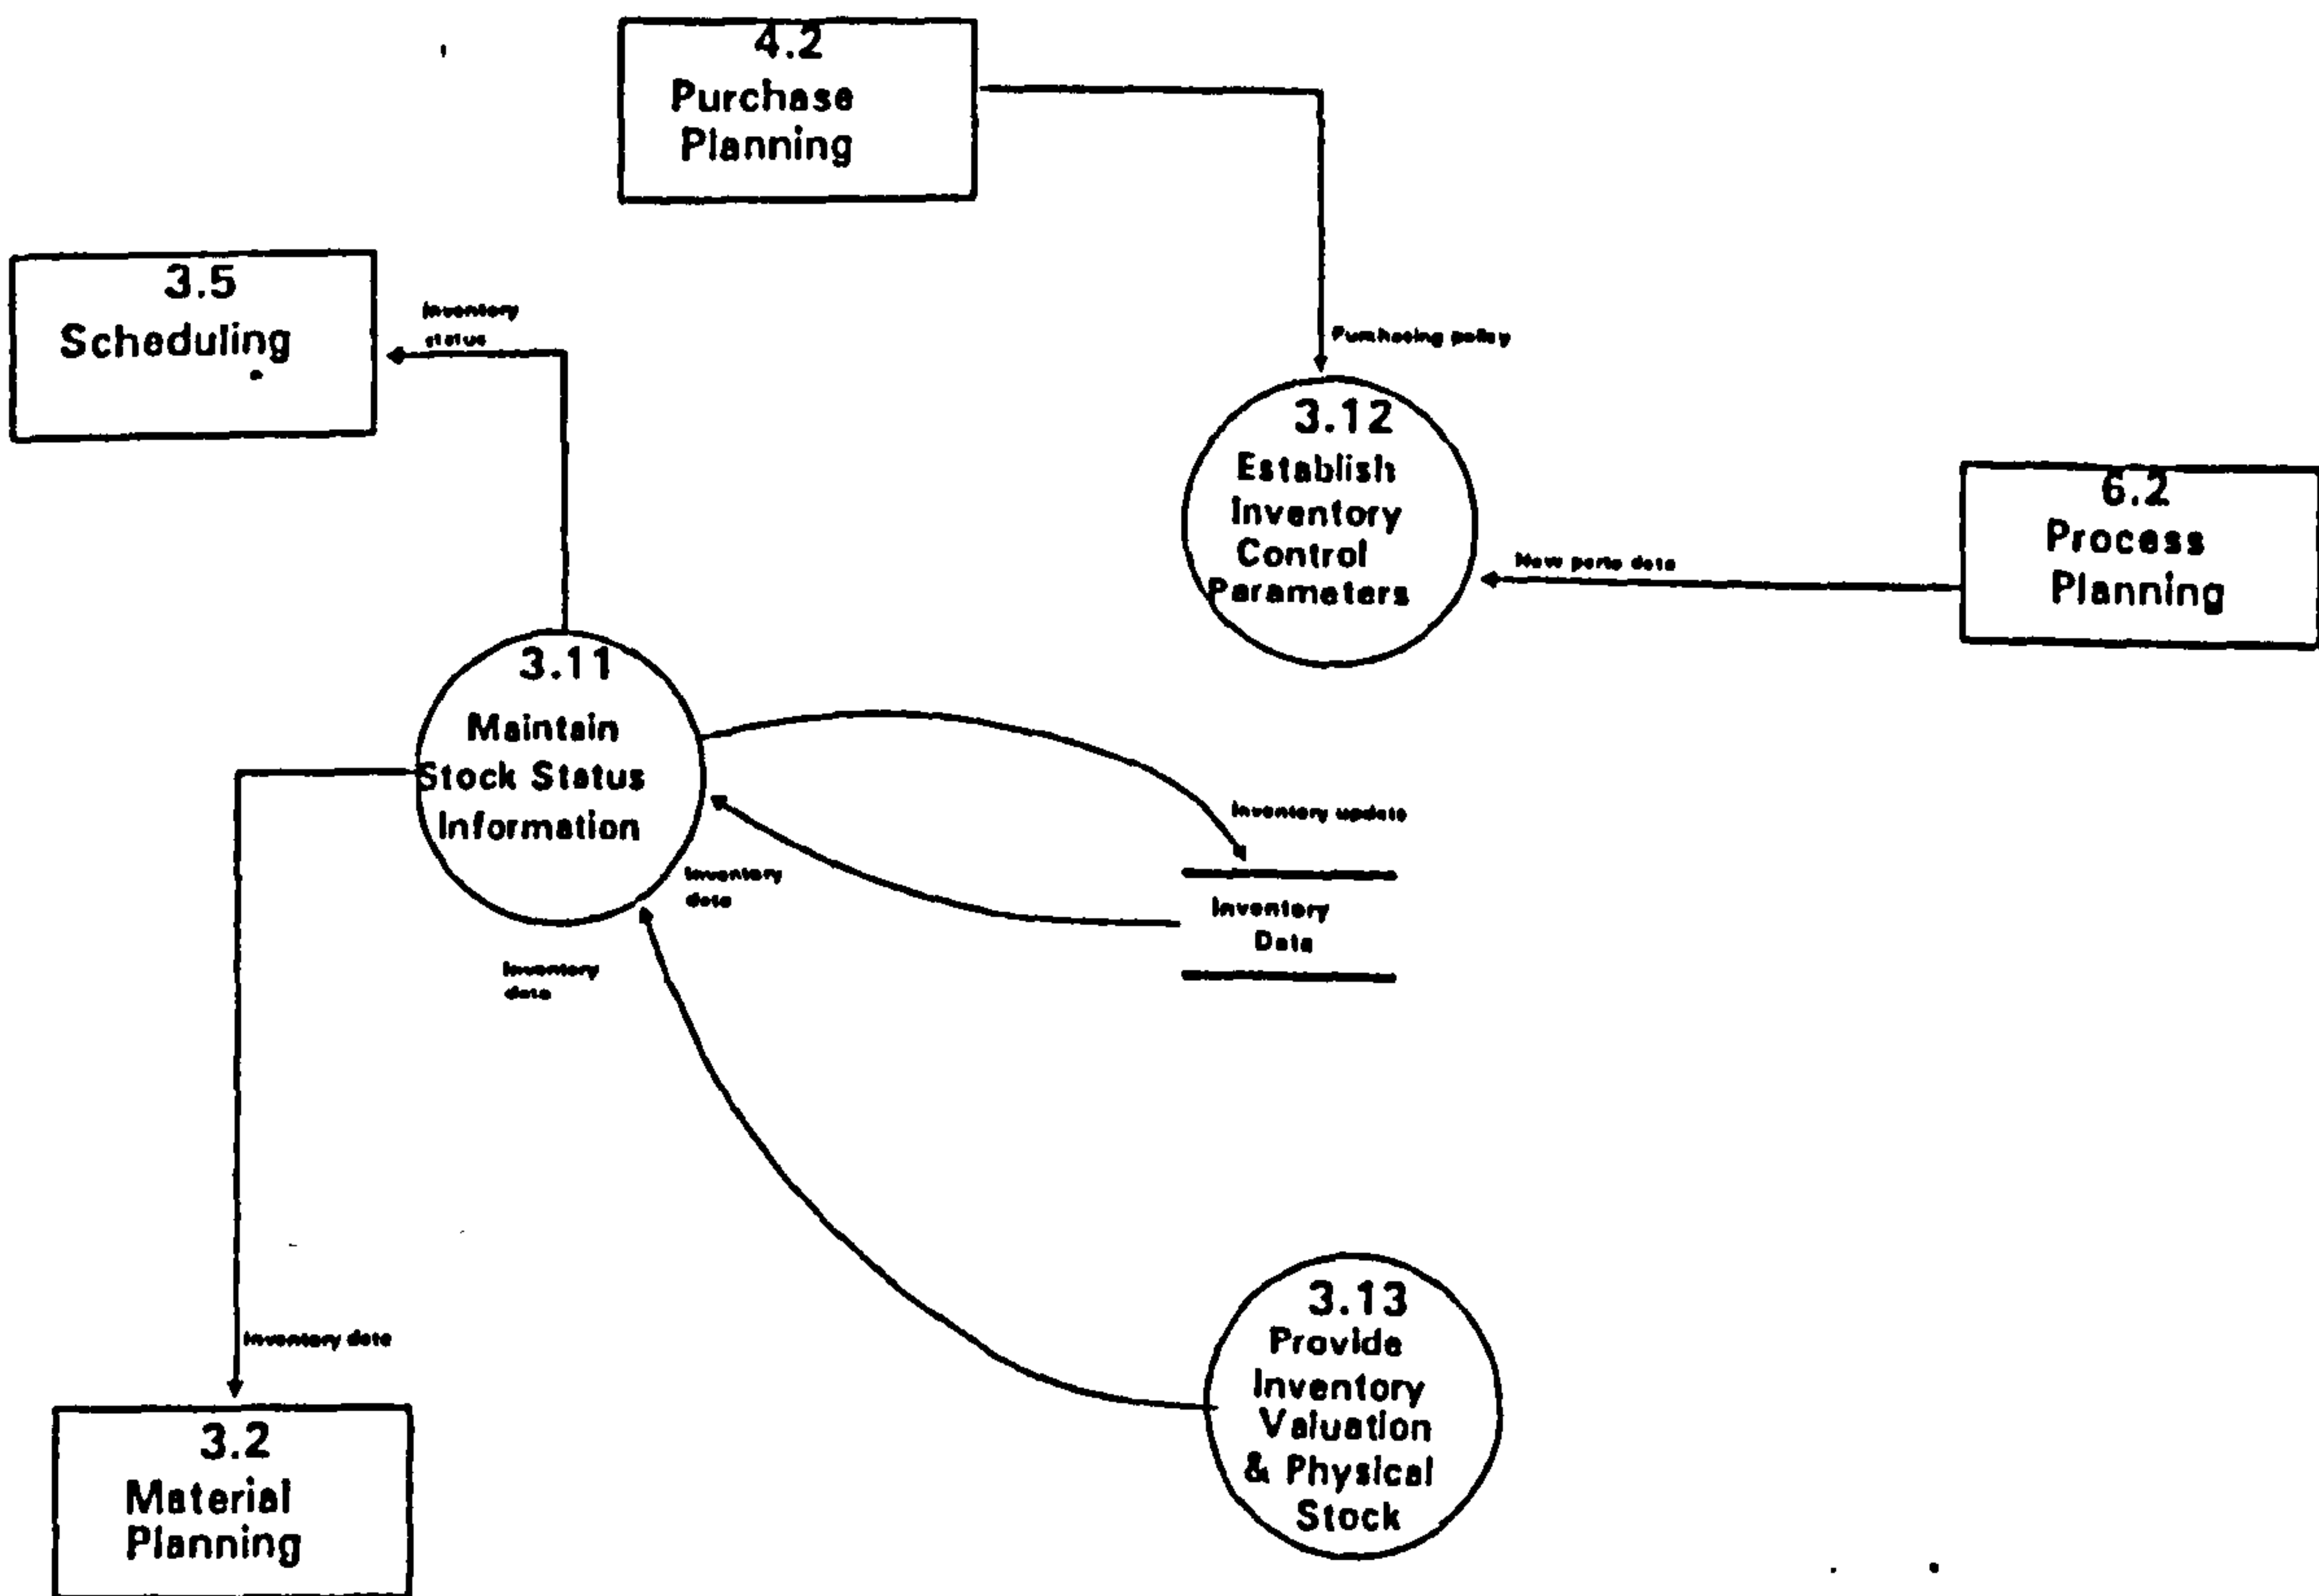 4.2
Purchase
Planning
3.5
Scheduling
Inventory
status
Purchasing policy
3.12
Establish
Inventory
Control
Parameters
6.2
Process
Planning
New parts data
3.11
Maintain
Stock Status
Information
Inventory update
Inventory
data
Inventory
Data
Inventory
data
3.13
Provide
Inventory
Valuation
& Physical
Stock
Inventory data
3.2
Material
Planning